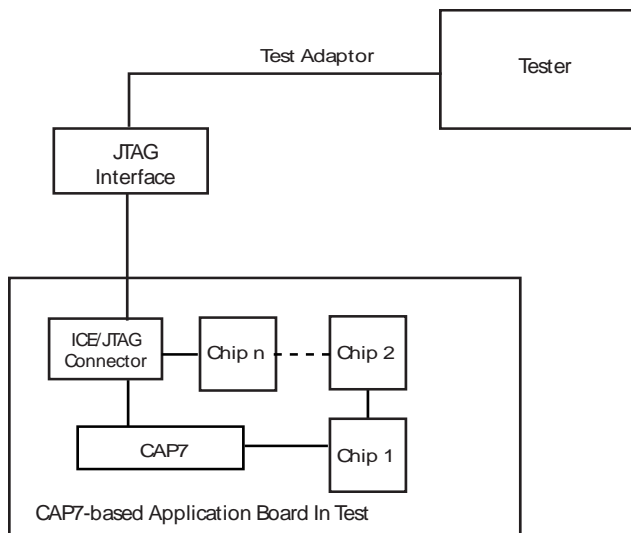 Test Adaptor
Tester
JTAG
Interface
ICE/JTAG
Connector
Chip n
Chip 2
CAP7
Chip 1
CAP7-based Application Board In Test